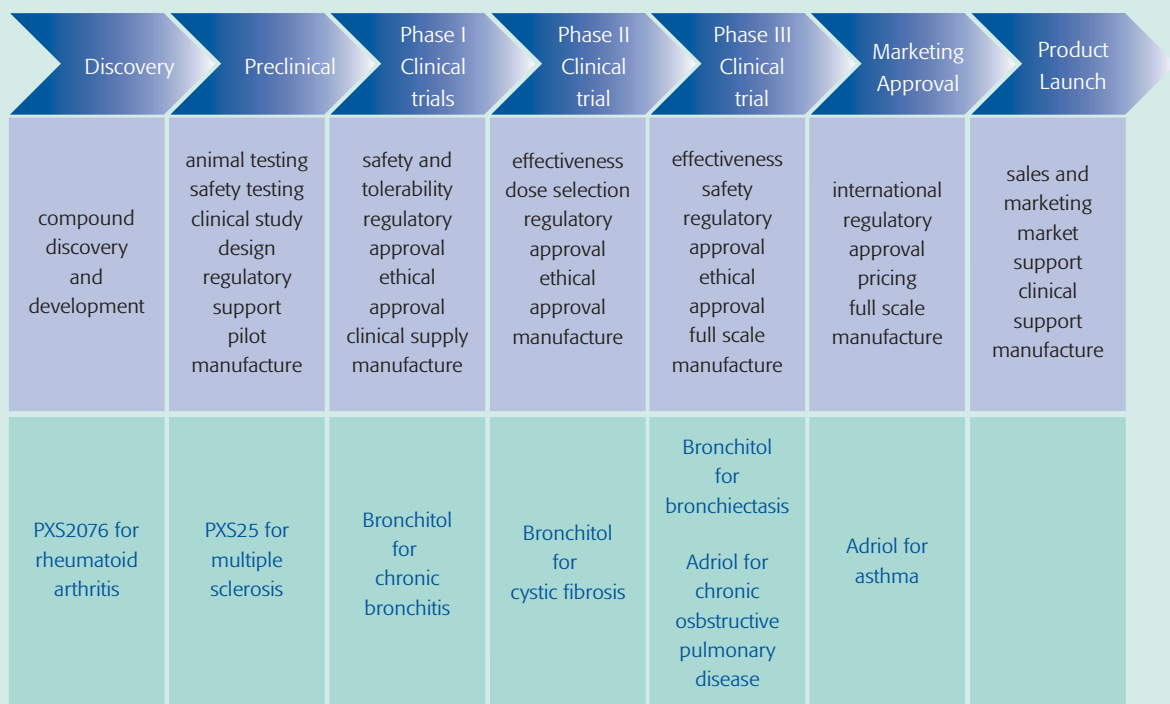 Discovery
Preclinical
Phase I
Clinical
trials
Phase II
Clinical
trial
Phase III
Clinical
trial
Marketing
Approval
Product
Launch
compound
discovery
and
development
animal testing
safety testing
clinical study
design
regulatory
support
pilot
manufacture
safety and
tolerability
regulatory
approval
ethical
approval
clinical supply
manufacture
effectiveness
dose selection
regulatory
approval
ethical
approval
manufacture
effectiveness
safety
regulatory
approval
ethical
approval
full scale
manufacture
international
regulatory
approval
pricing
full scale
manufacture
sales and
marketing
market
support
clinical
support
manufacture
PXS2076 for
rheumatoid
arthritis
PXS25 for
multiple
sclerosis
Bronchitol
for
chronic
bronchitis
Bronchitol
for
cystic fibrosis
Bronchitol
for
bronchiectasis
Adriol for
chronic
osbstructive
pulmonary
disease
Adriol for
asthma